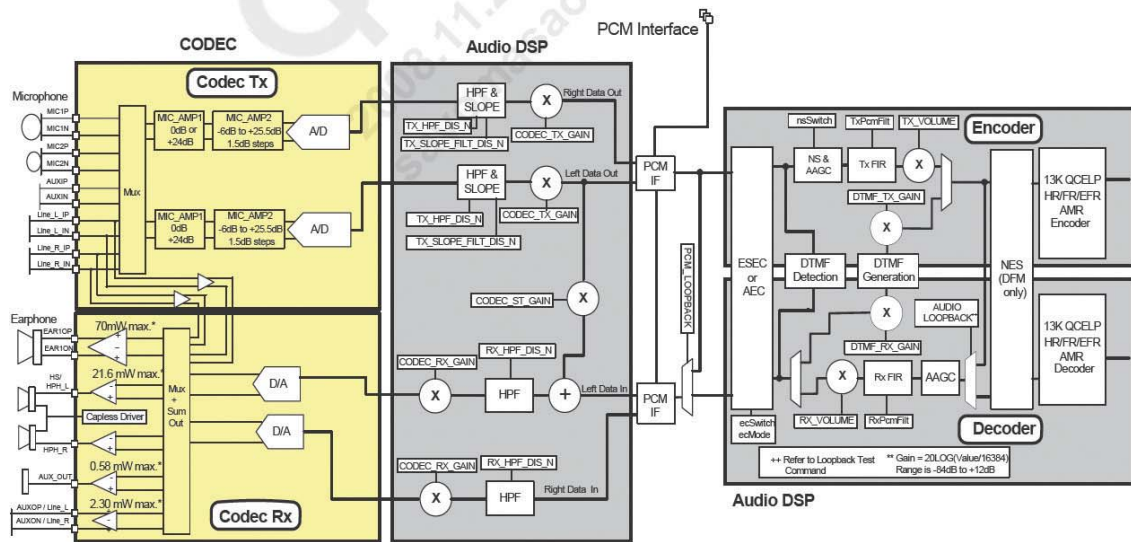 PCM Interface
CODEC
Audio DSP
Codec Tx
Microphone
MIC1P
MIC1N
MIC2P
MIC2N
AUXIP
AUXIN
Line_L_IP
Line_L_IN
Line_R_IP
Line_R_IN
Mux
MIC_AMP1
0dB or
+24dB
MIC_AMP2
-6dB to +25.5dB
1.5dB steps
A/D
MIC_AMP1
0dB
+24dB
MIC_AMP2
-6dB to +25.5dB
1.5dB steps
A/D
HPF &
SLOPE
X
Right Data Out
TX_HPF_DIS_N
TX_SLOPE_FILT_DIS_N
CODEC_TX_GAIN
HPF &
SLOPE
X
Left Data Out
TX_HPF_DIS_N
CODEC_TX_GAIN
TX_SLOPE_FILT_DIS_N
CODEC_ST_GAIN
X
PCM
IF
PCM_LOOPBACK
Earphone
EAR1OP
EAR1ON
70mW max.*
HS/
HPH_L
21.6 mW max.*
Capless Driver
HPH_R
AUX_OUT
0.58 mW max.*
AUXOP / Line_L
AUXON / Line_R
2.30 mW max.*
Mux
+
Sum
Out
D/A
D/A
Codec Rx
CODEC_RX_GAIN
RX_HPF_DIS_N
X
HPF
+
Left Data In
CODEC_RX_GAIN
RX_HPF_DIS_N
X
HPF
Right Data In
PCM
IF
nsSwitch
TxPcmFilt
TX_VOLUME
Encoder
NS &
AAGC
Tx FIR
X
DTMF_TX_GAIN
X
ESEC
or
AEC
DTMF
Detection
DTMF
Generation
NES
(DFM
only)
13K QCELP
HR/FR/EFR
AMR
Encoder
X
DTMF_RX_GAIN
AUDIO
LOOPBACK**
13K QCELP
HR/FR/EFR
AMR
Decoder
X
Rx FIR
AAGC
RX_VOLUME
RxPcmFilt
Decoder
ecSwitch
ecMode
++ Refer to Loopback Test
Command
** Gain = 20LOG(Value/16384)
Range is -84dB to +12dB
Audio DSP